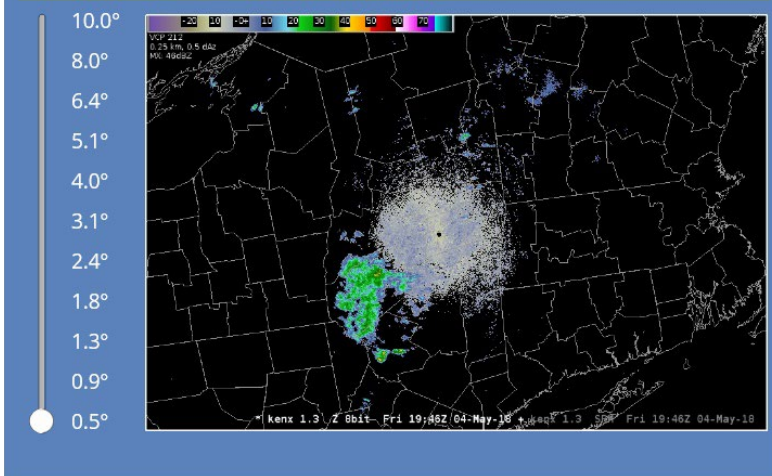 10.0°
8.0°
6.4°
5.1°
4.0°
3.1°
2.4°
1.8°
1.3°
0.9°
0.5°
-20 10 -0+ 10 20 30 40 50 60 70
VCP 212
0.25 km, 0.5 dAz
MX: 46dBZ
* kenx 1.3 Z 8bit Fri 19:46Z 04-May-18 + kenx 1.3 SRM Fri 19:46Z 04-May-18